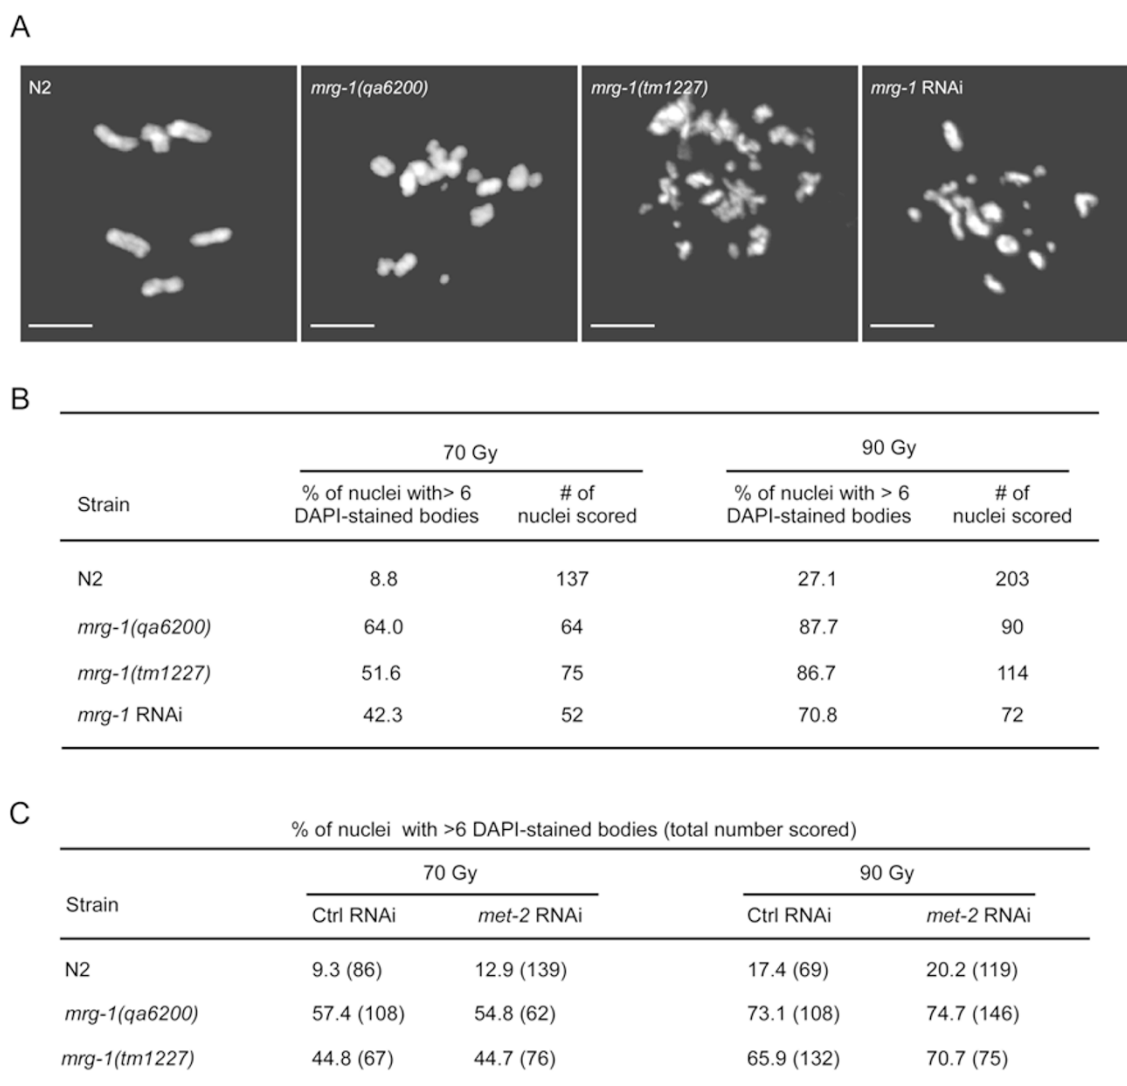 A
N2
mrg-1(qa6200)
mrg-1(tm1227)
mrg-1 RNAi
B
70 Gy
90 Gy
Strain
% of nuclei with> 6
DAPI-stained bodies
# of
nuclei scored
% of nuclei with > 6
DAPI-stained bodies
# of
nuclei scored
N2 8.8 137 27.1 203
mrg-1(qa6200) 64.0 64 87.7 90
mrg-1(tm1227) 51.6 75 86.7 114
mrg-1 RNAi 42.3 52 70.8 72
C
% of nuclei with >6 DAPI-stained bodies (total number scored)
70 Gy
90 Gy
Strain
Ctrl RNAi met-2 RNAi Ctrl RNAi met-2 RNAi
N2 9.3 (86) 12.9 (139) 17.4 (69) 20.2 (119)
mrg-1(qa6200) 57.4 (108) 54.8 (62) 73.1 (108) 74.7 (146)
mrg-1(tm1227) 44.8 (67) 44.7 (76) 65.9 (132) 70.7 (75)